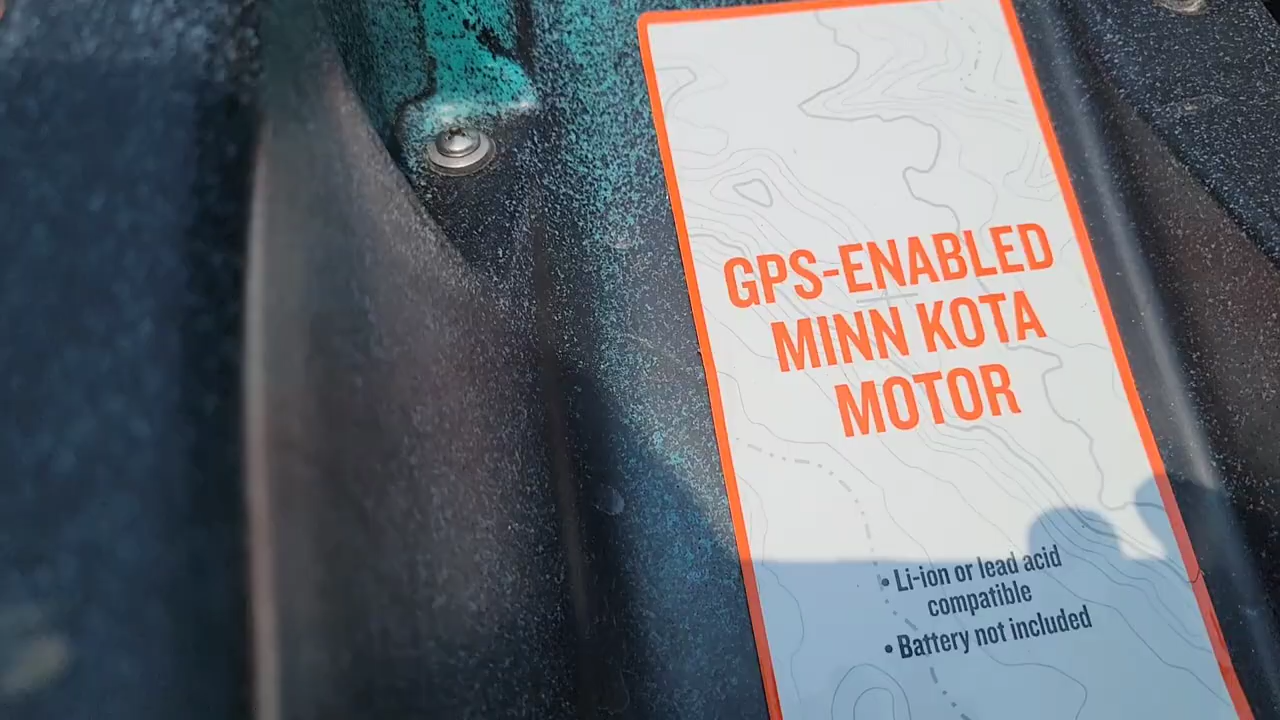 GPS-ENABLED
MINN KOTA
MOTOR
• Li-ion or lead acid
compatible
• Battery not included